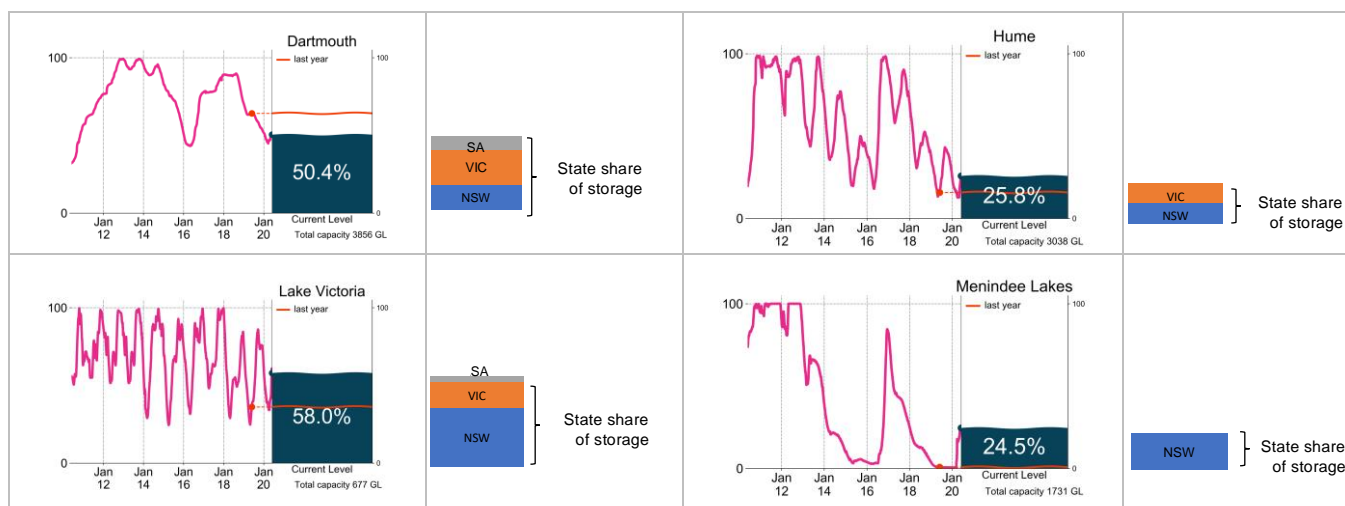 Dartmouth
last year
100
100
50.4%
0
0
Jan Jan Jan Jan Jan
12 14 16 18 20
Current Level
Total capacity 3856 GL
SA
VIC
NSW
State share
of storage
Hume
last year
100
100
25.8%
0
0
Jan Jan Jan Jan Jan
12 14 16 18 20
Current Level
Total capacity 3038 GL
VIC
NSW
State share
of storage
Lake Victoria
last year
100
100
58.0%
0
0
Jan Jan Jan Jan Jan
12 14 16 18 20
Current Level
Total capacity 677 GL
SA
VIC
NSW
State share
of storage
Menindee Lakes
last year
100
100
24.5%
0
0
Jan Jan Jan Jan Jan
12 14 16 18 20
Current Level
Total capacity 1731 GL
NSW
State share
of storage